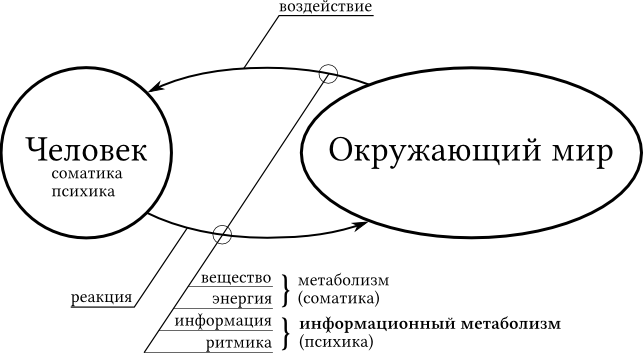 воздействие
Человек
соматика
психика
Окружающий мир
реакция
вещество
энергия
метаболизм
(соматика)
информация
ритмика
информационный метаболизм
(психика)